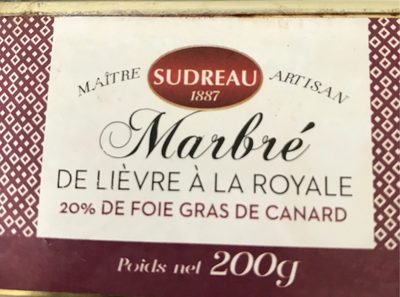 MAÎTRE SUDREAU ARTISAN
1887
Marbré
DE LIÈVRE À LA ROYALE
20% DE FOIE GRAS DE CANARD
Poids net 200g